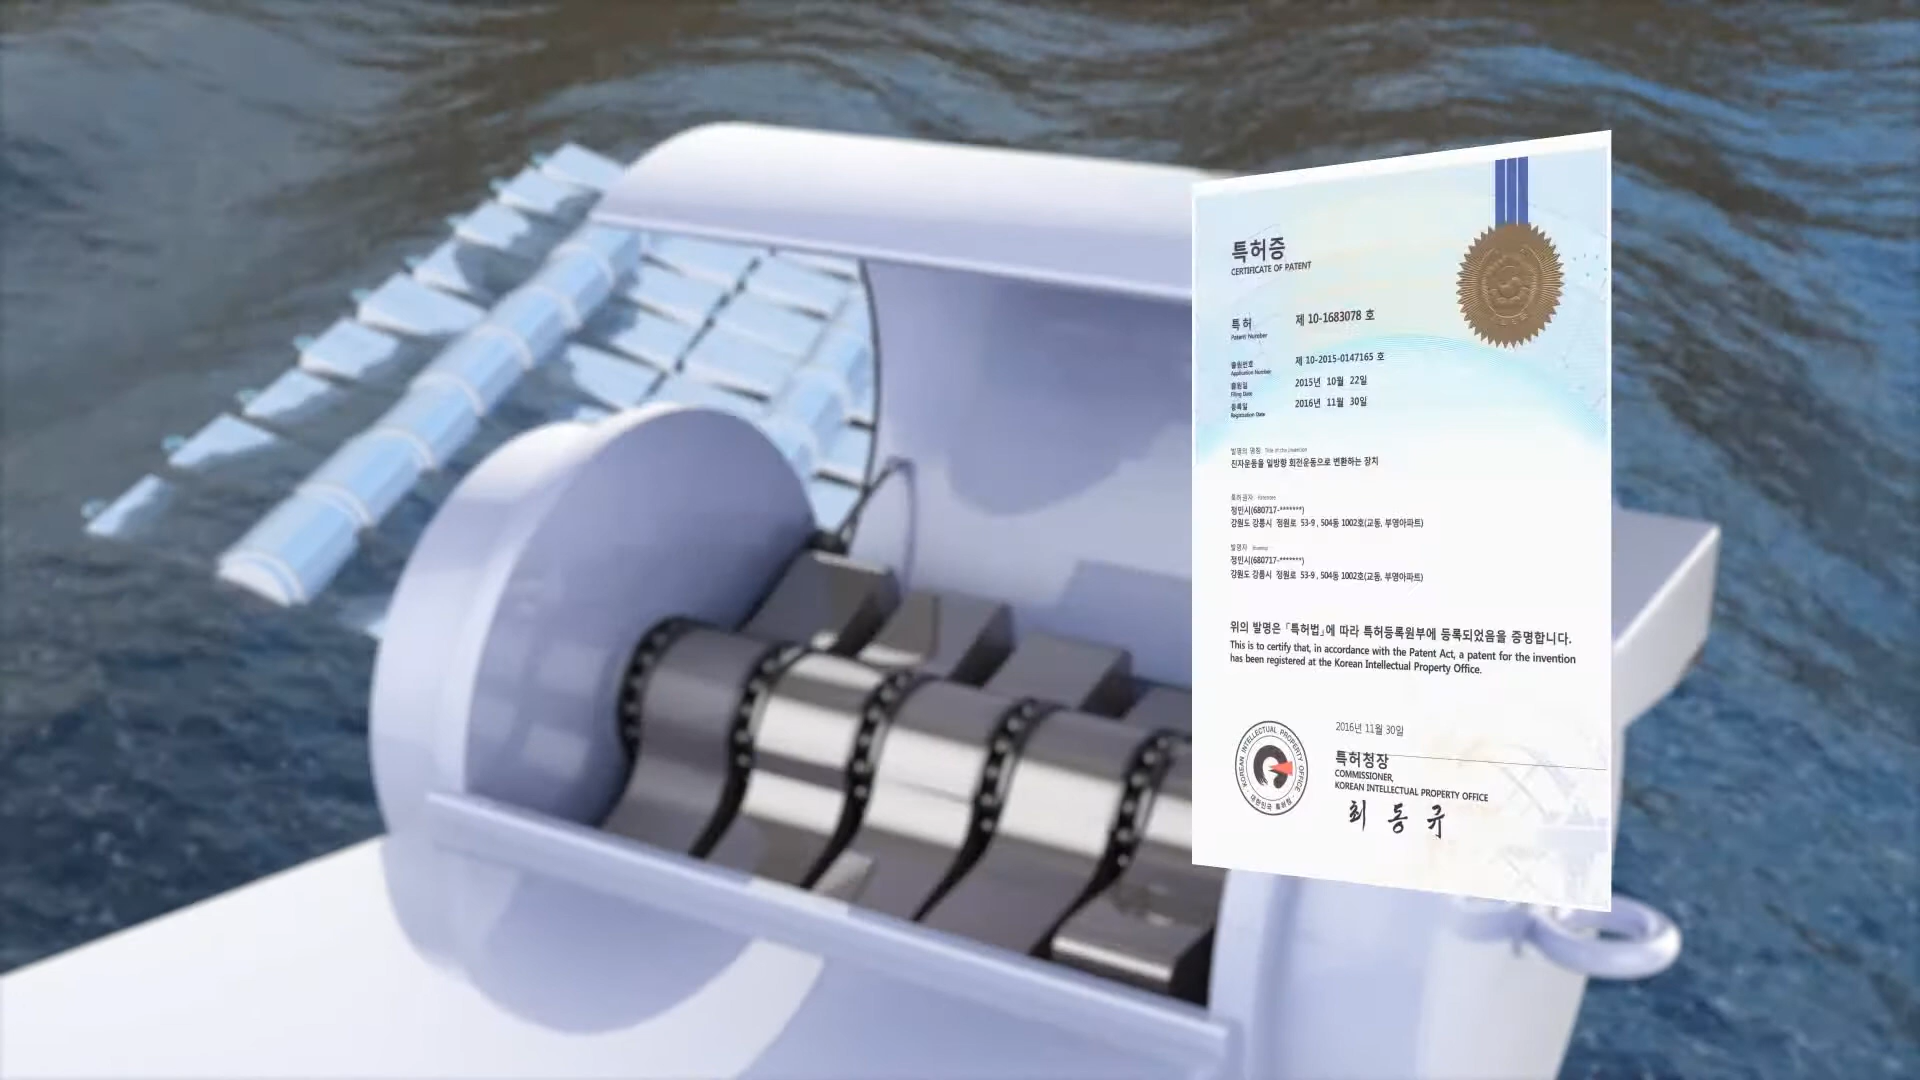 특허증
CERTIFICATE OF PATENT
특 허 제 10-1683078 호
Patent Number
출원번호 제 10-2015-0147165 호
Application Number
출원일 2015년 10월 22일
Filing Date
등록일 2016년 11월 30일
Registration Date
발명의 명칭 Title of the Invention
진자운동을 일방향 회전운동으로 변환하는 장치
특허권자 Patentee
정민시(680717-*******)
강원도 강릉시 정원로 53-9 , 504동 1002호(교동, 부영아파트)
발명자 Inventor
정민시(680717-*******)
강원도 강릉시 정원로 53-9 , 504동 1002호(교동, 부영아파트)
위의 발명은 「특허법」에 따라 특허등록원부에 등록되었음을 증명합니다.
This is to certify that, in accordance with the Patent Act, a patent for the invention
has been registered at the Korean Intellectual Property Office.
2016년 11월 30일
특허청장
COMMISSIONER,
KOREAN INTELLECTUAL PROPERTY OFFICE
최 동 규
KOREAN INTELLECTUAL PROPERTY OFFICE
대한민국 특허청